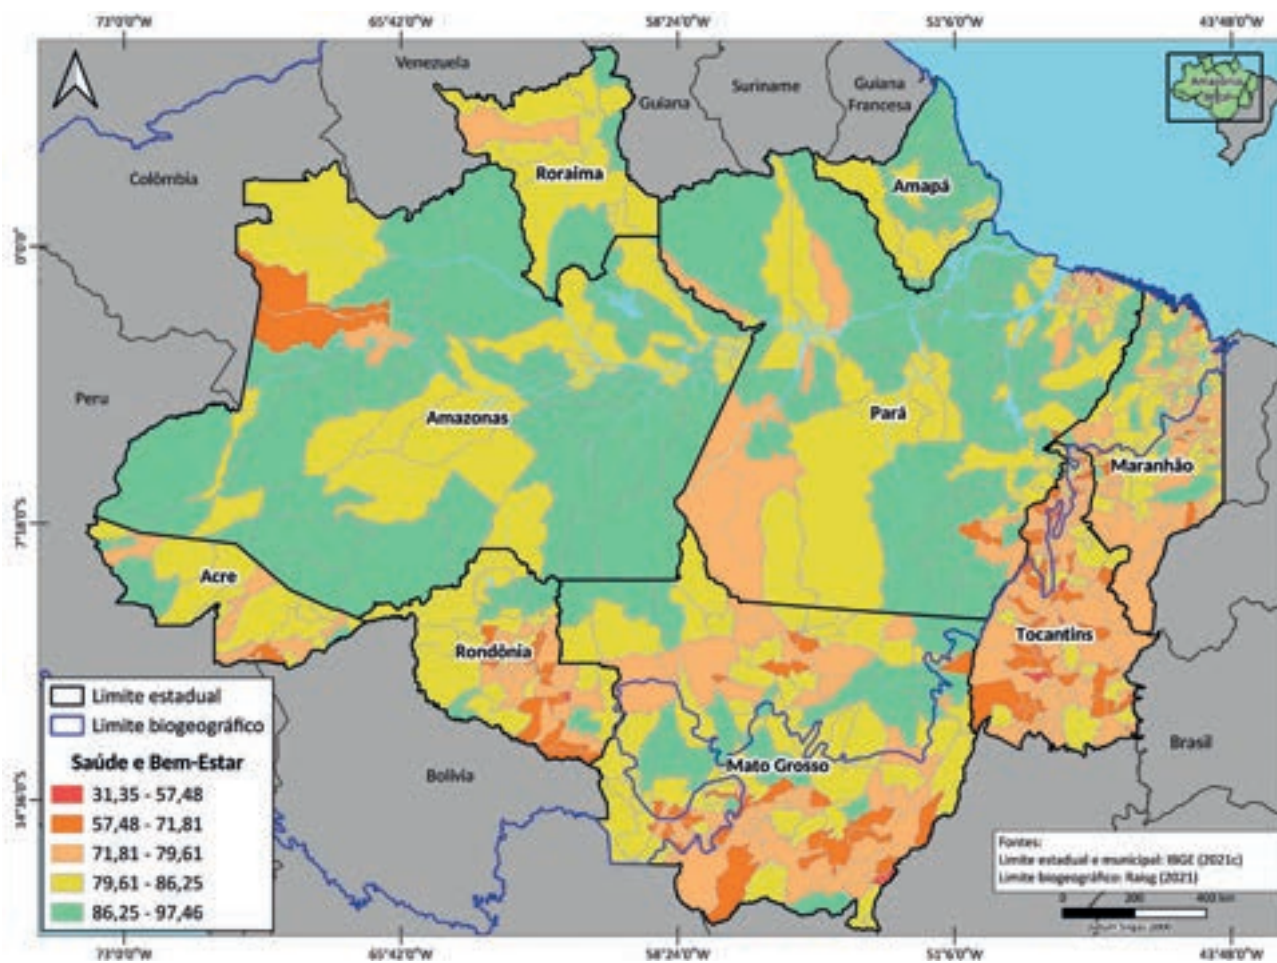 73°0'0"W 65°42'0"W 58°24'0"W 51°6'0"W 43°48'0"W
Venezuela
Suriname
Guiana
Francesa
Guiana
Colômbia
Roraima
Amapá
0°0'0"
Peru
Amazonas
Pará
Maranhão
7°18'0"S
Acre
Rondônia
Tocantins
Mato Grosso
Bolívia
Brasil
14°36'0"S
Limite estadual
Limite biogeográfico
Saúde e Bem-Estar
31,35 - 57,48
57,48 - 71,81
71,81 - 79,61
79,61 - 86,25
86,25 - 97,46
Fontes:
Limite estadual e municipal: IBGE (2021c)
Limite biogeográfico: Raisg (2021)
0 200 400 km
73°0'0"W 65°42'0"W 58°24'0"W 51°6'0"W 43°48'0"W